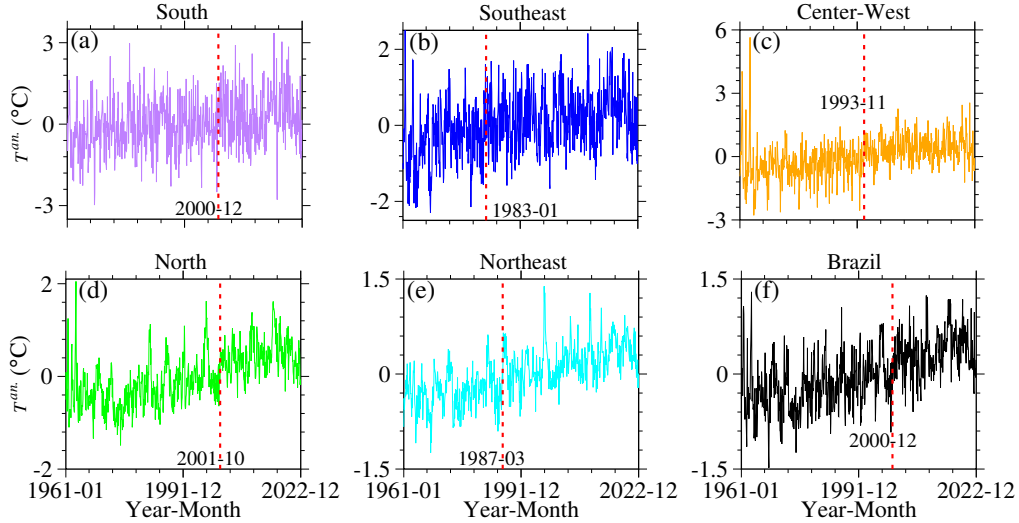 South
Southeast
Center-West
(a)
(b)
(c)
3
0
-3
T^{an.} (°C)
2000-12
2
0
-2
1983-01
6
3
0
-3
1993-11
North
Northeast
Brazil
(d)
(e)
(f)
2
0
-2
T^{an.} (°C)
2001-10
1.5
0
-1.5
1987-03
1.5
0
-1.5
2000-12
1961-01 1991-12 2022-12
1961-01 1991-12 2022-12
1961-01 1991-12 2022-12
Year-Month
Year-Month
Year-Month